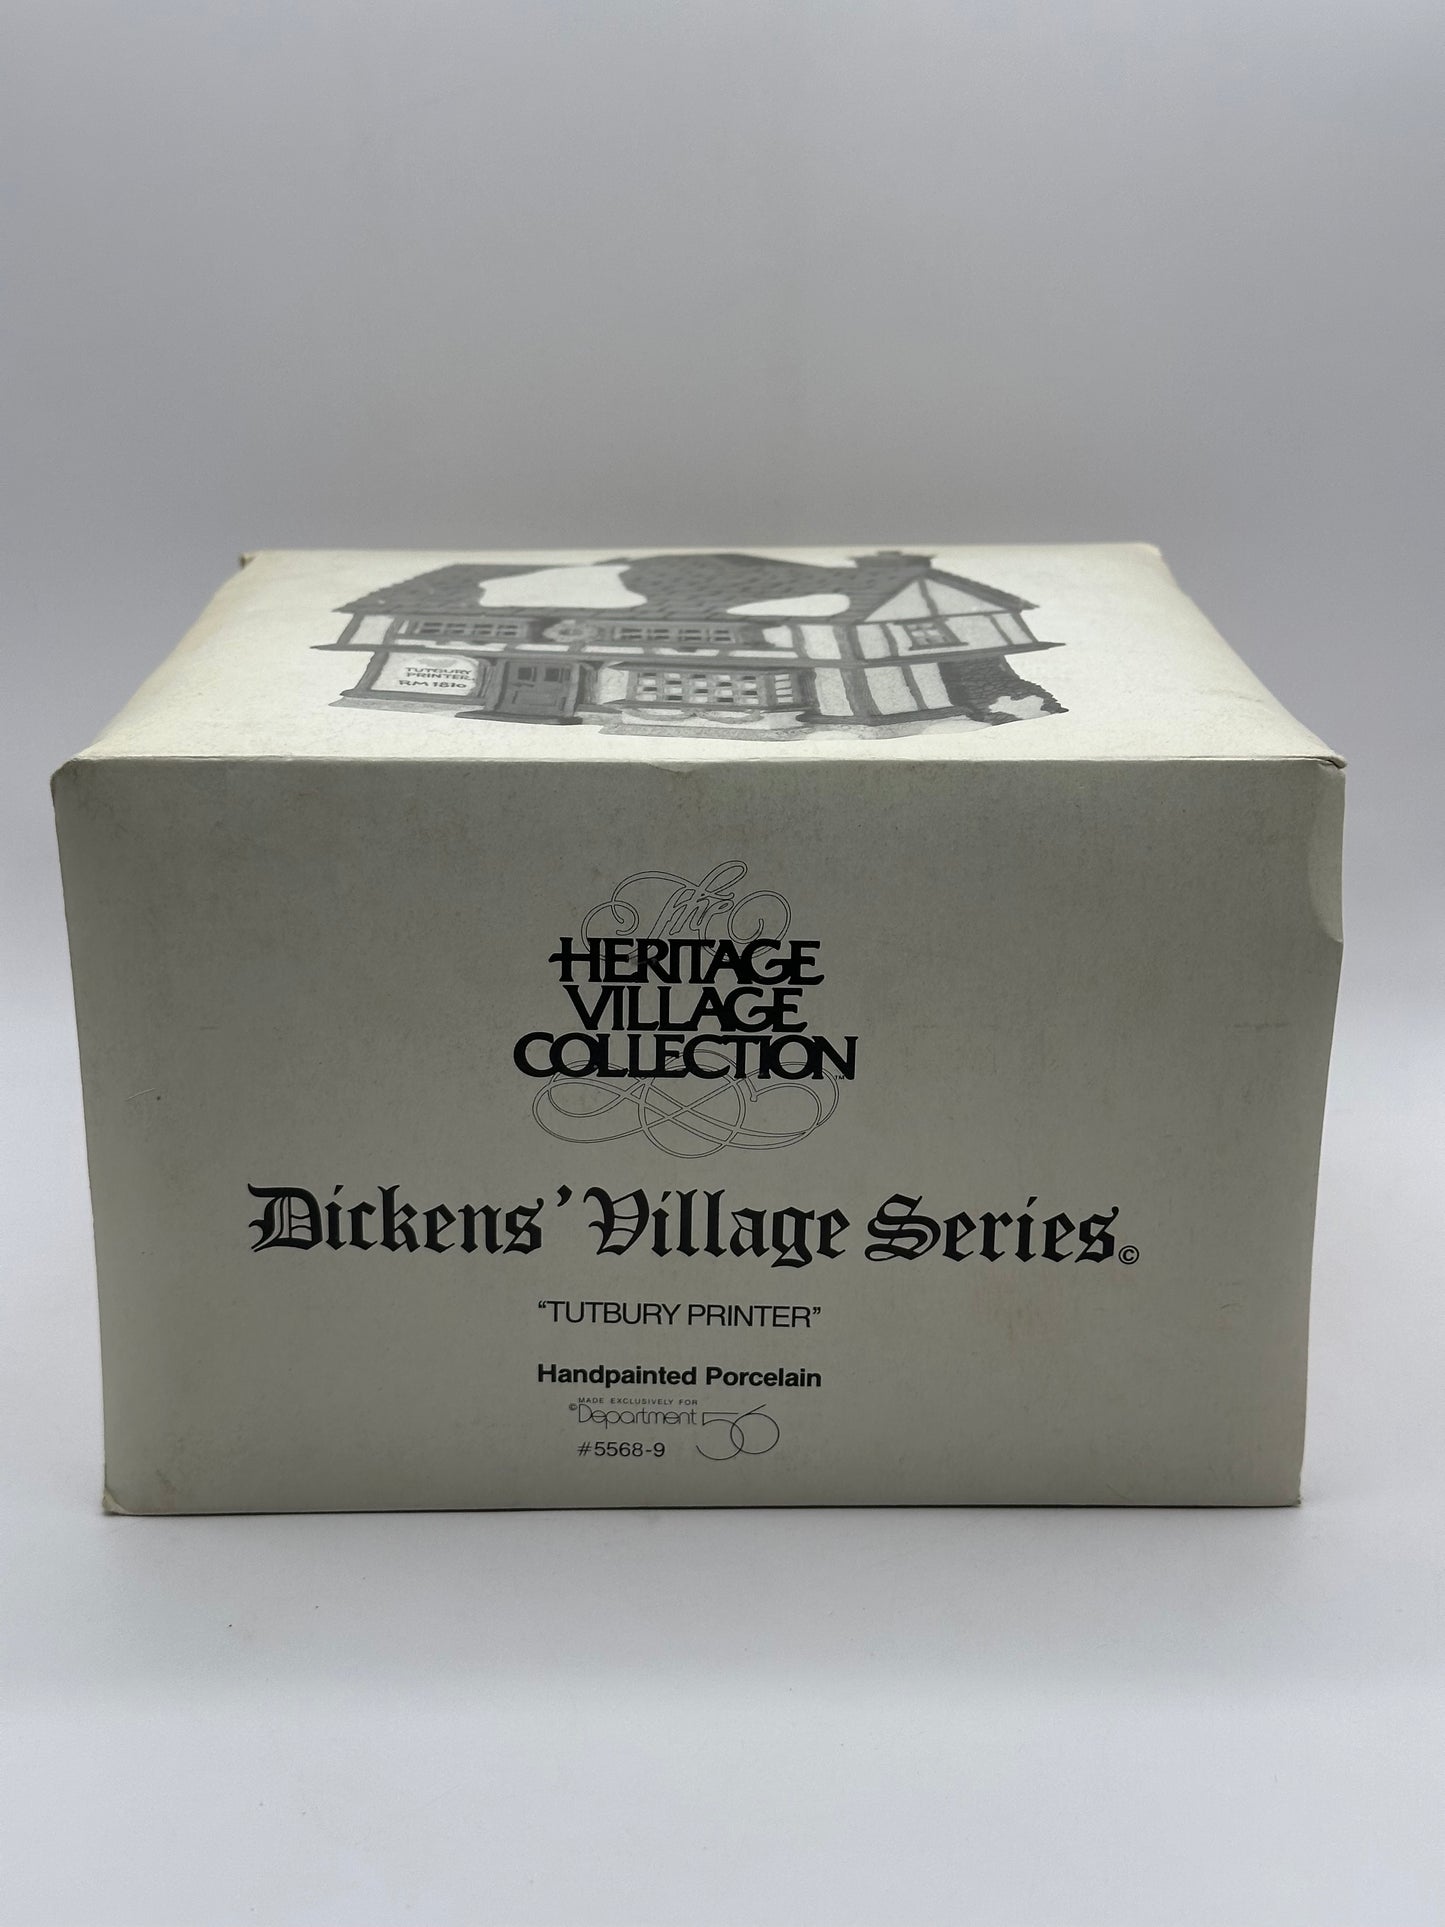 TUTBURY
PRINTER
RM 1810
The
HERITAGE
VILLAGE
COLLECTION™
Dickens' Village Series©
“TUTBURY PRINTER”
Handpainted Porcelain
MADE EXCLUSIVELY FOR
©Department 56
#5568-9